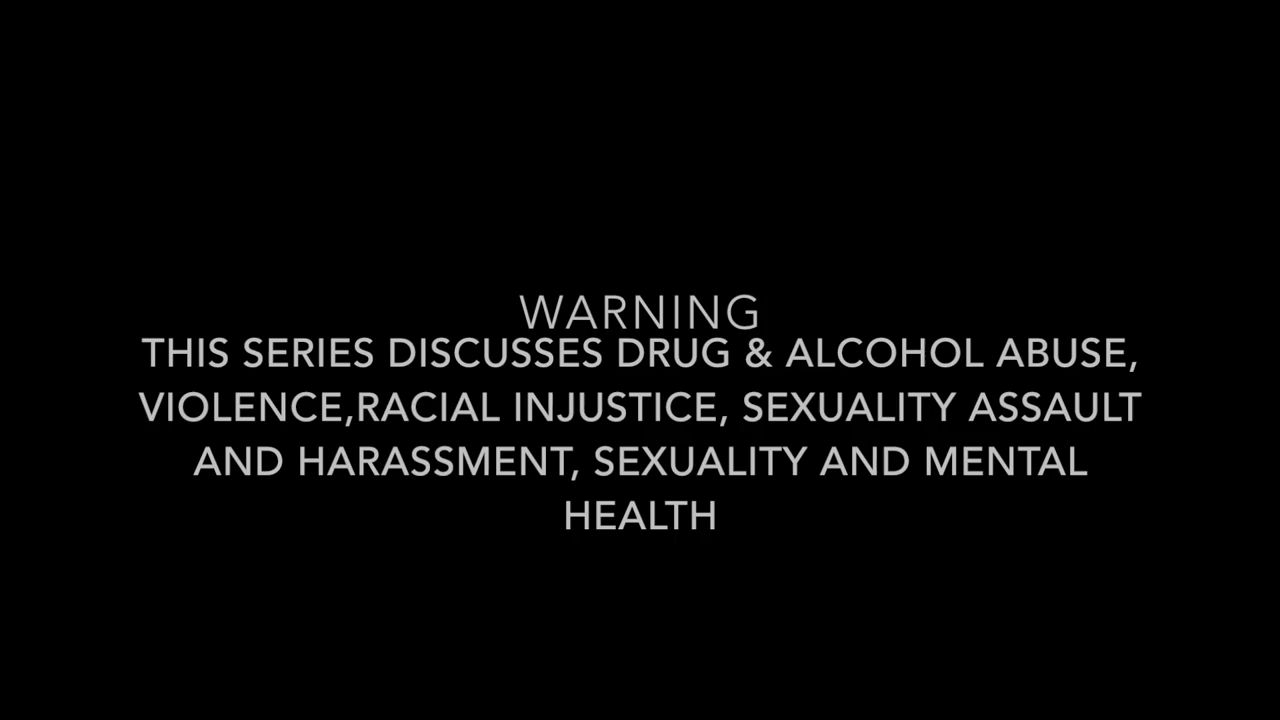 WARNING
THIS SERIES DISCUSSES DRUG & ALCOHOL ABUSE,
VIOLENCE,RACIAL INJUSTICE, SEXUALITY ASSAULT
AND HARASSMENT, SEXUALITY AND MENTAL
HEALTH